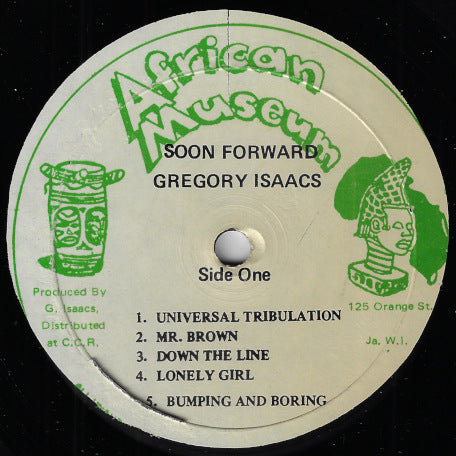 African
Museum
SOON FORWARD
GREGORY ISAACS
Side One
Produced By
G. Isaacs,
Distributed
at C.C.R.
125 Orange St.
Ja. W.I.
1. UNIVERSAL TRIBULATION
2. MR. BROWN
3. DOWN THE LINE
4. LONELY GIRL
5. BUMPING AND BORING